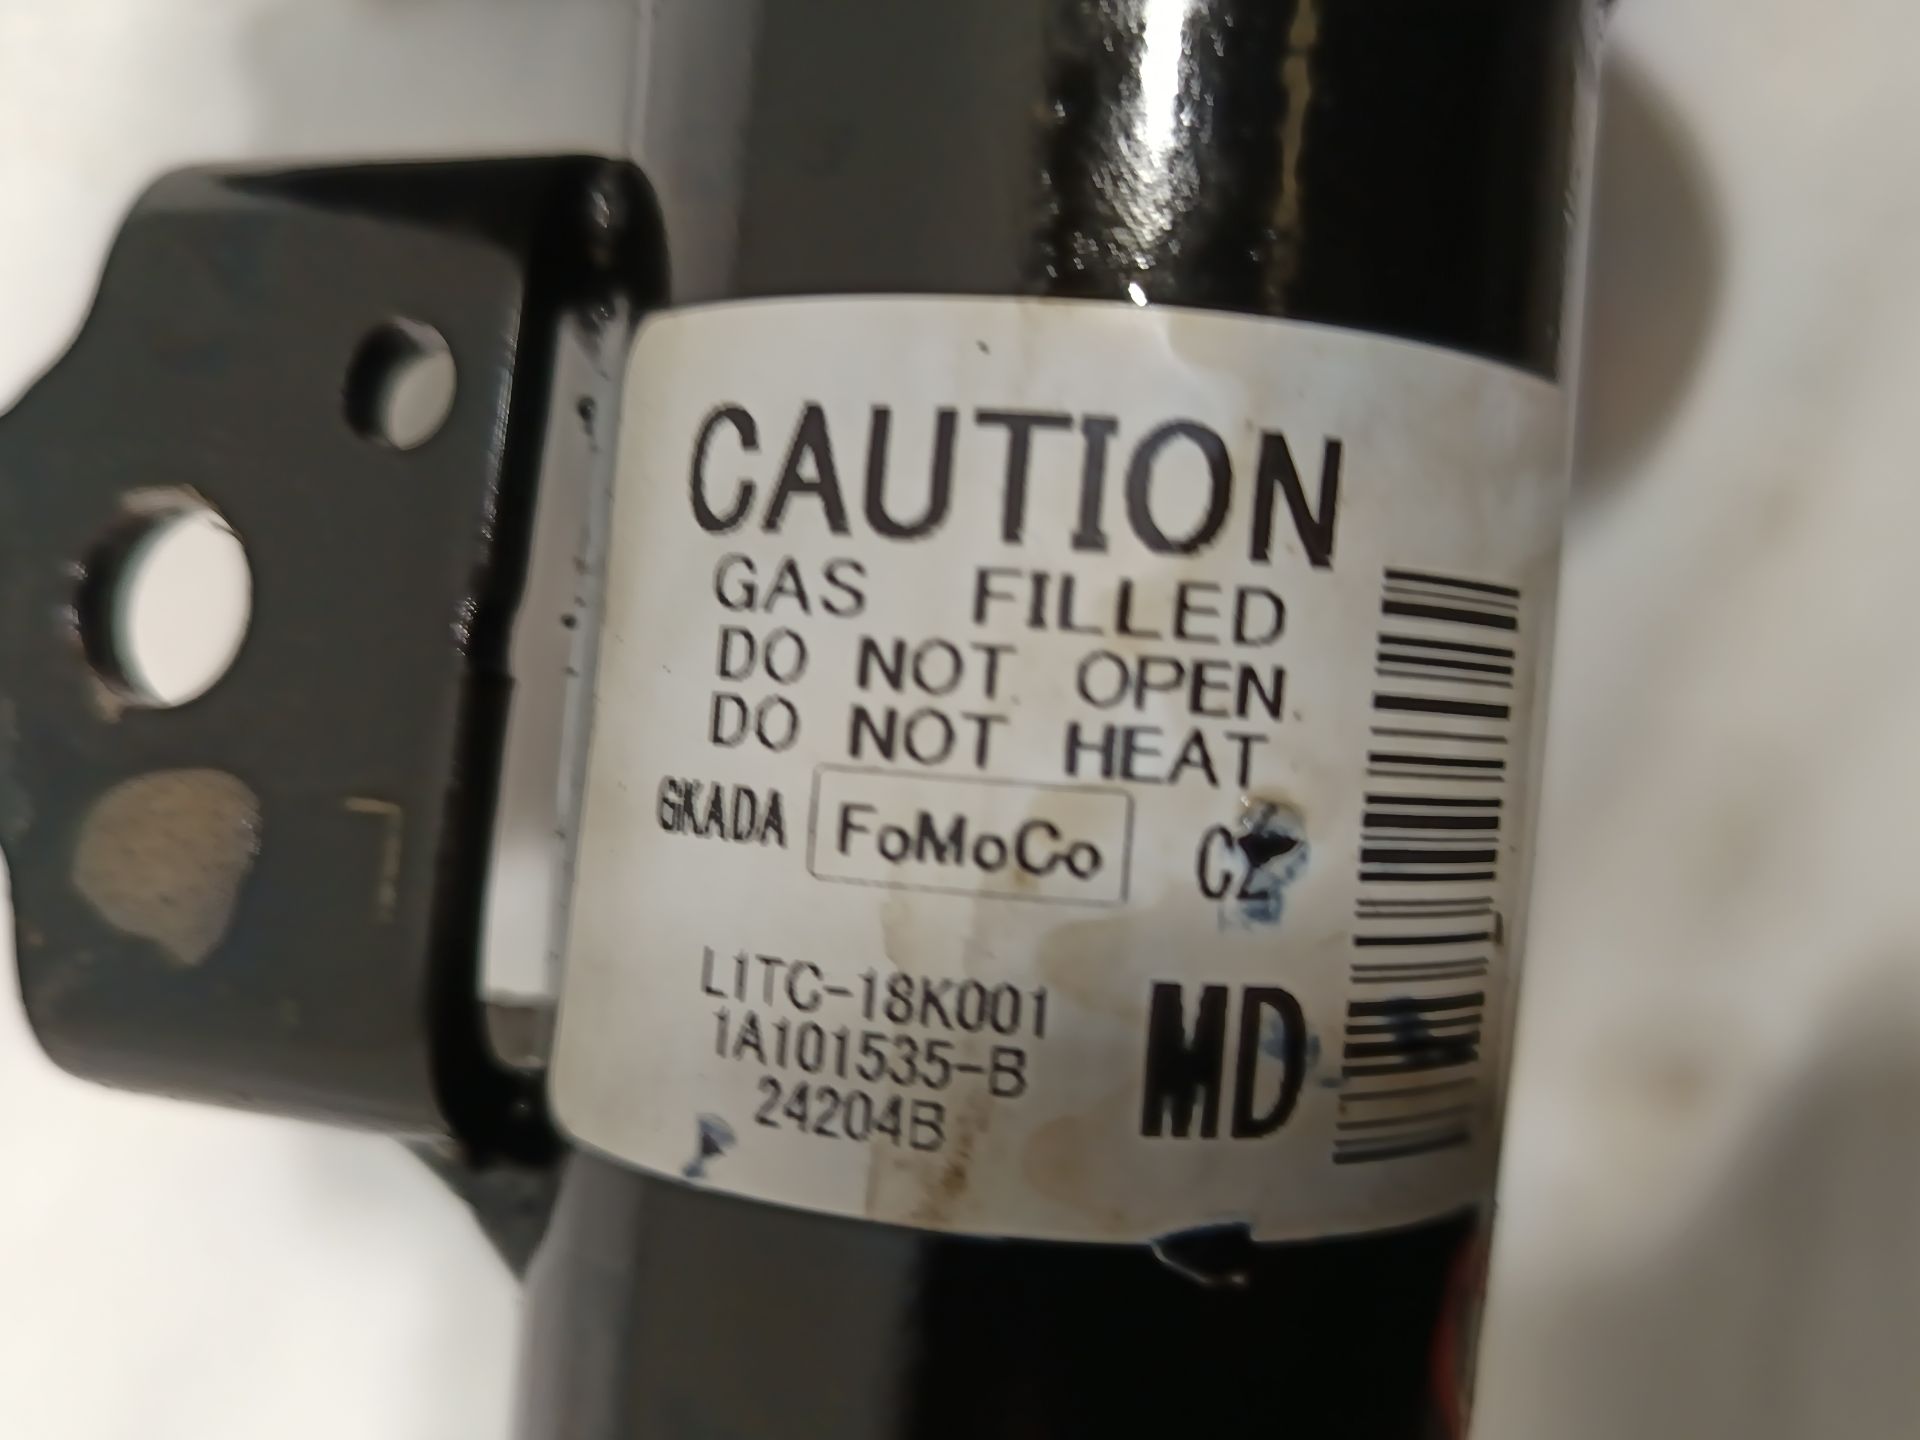 CAUTION
GAS FILLED
DO NOT OPEN
DO NOT HEAT
GKADA FoMoCo CZ
L1TC-18K001
1A101535-B
24204B
MD